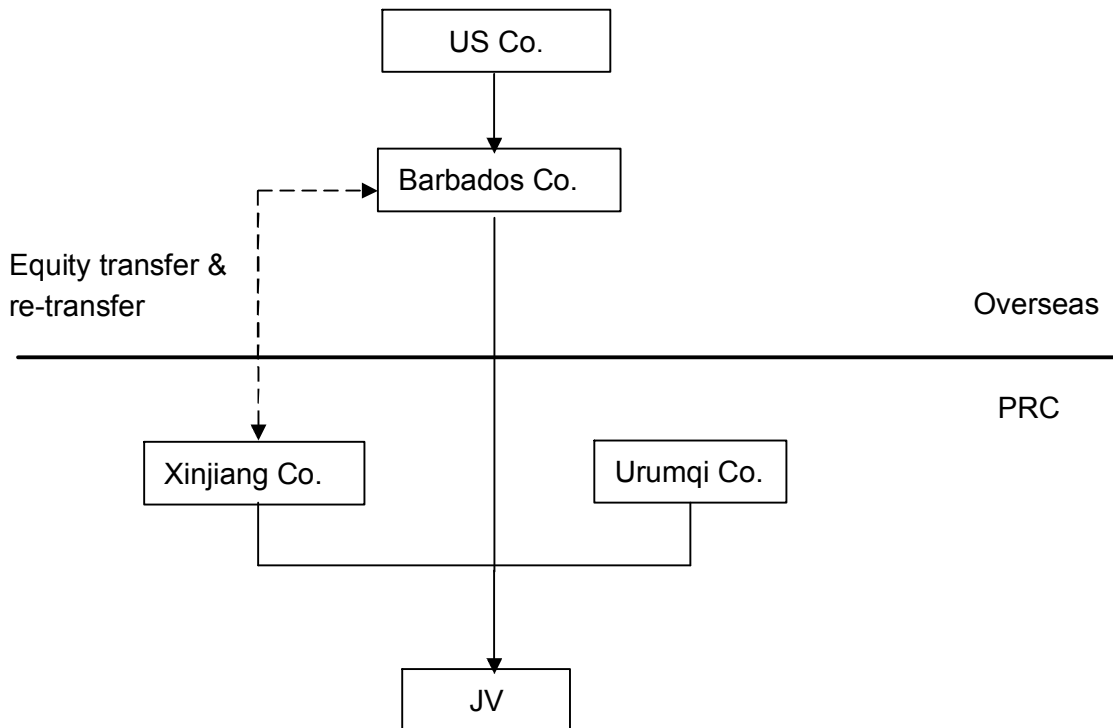 US Co.
Barbados Co.
Equity transfer &
re-transfer
Overseas
PRC
Xinjiang Co.
Urumqi Co.
JV